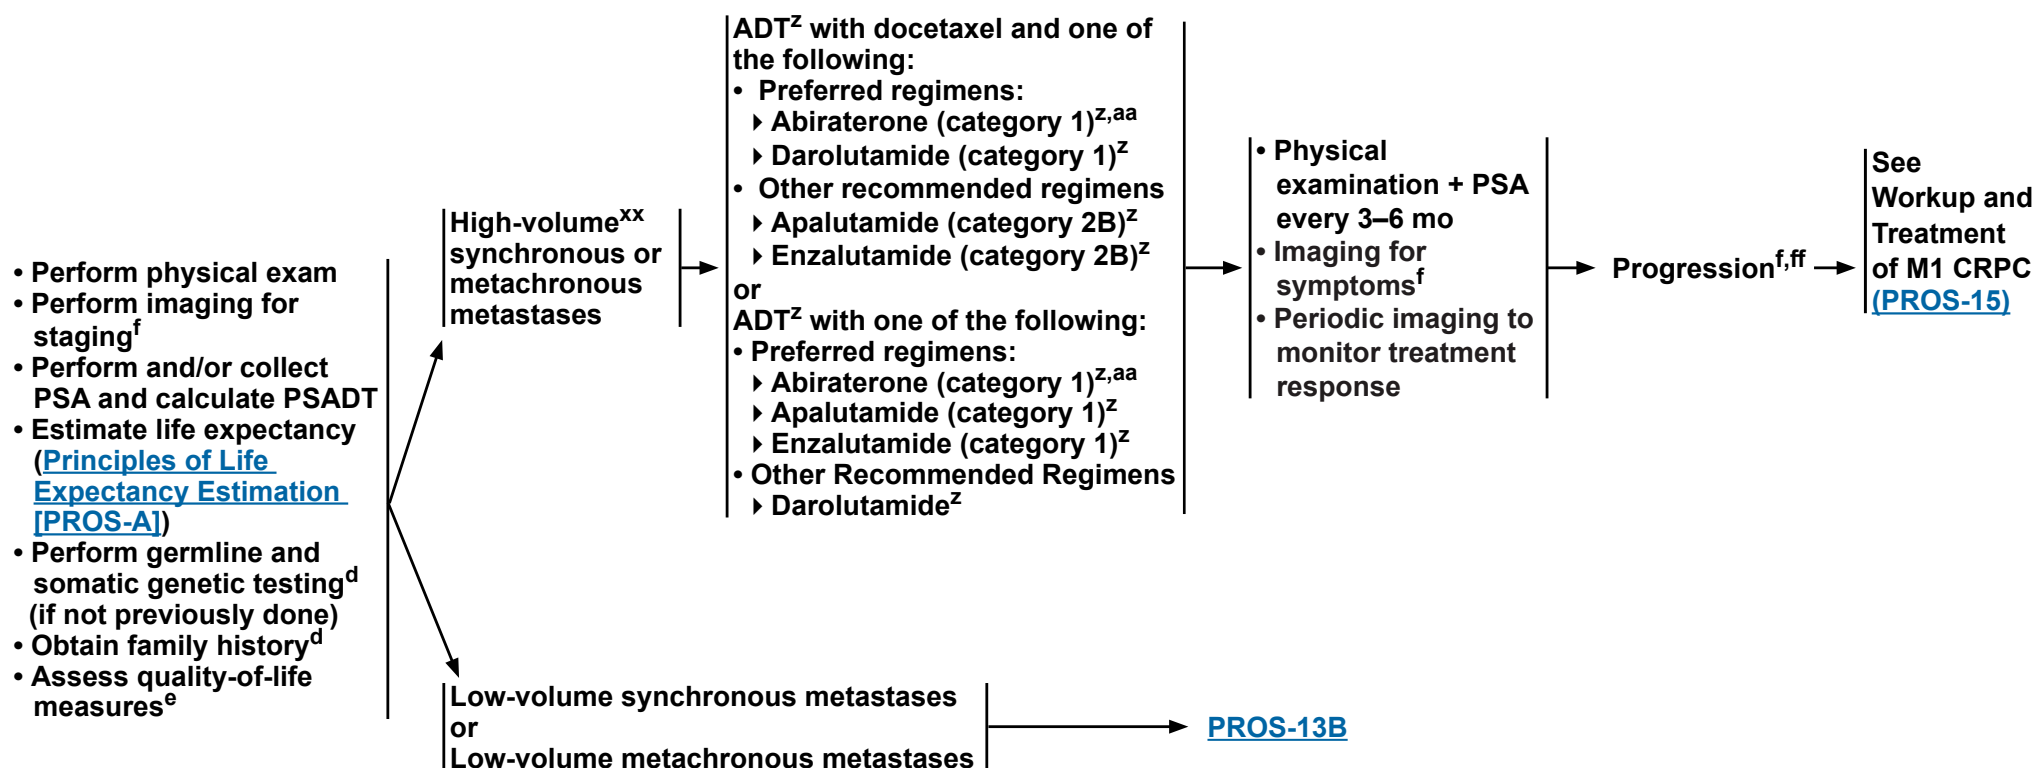 • Perform physical exam
• Perform imaging for
staging^f
• Perform and/or collect
PSA and calculate PSADT
• Estimate life expectancy
(Principles of Life
Expectancy Estimation
[PROS-A])
• Perform germline and
somatic genetic testing^d
(if not previously done)
• Obtain family history^d
• Assess quality-of-life
measures^e
High-volume^xx
synchronous or
metachronous
metastases
ADT^z with docetaxel and one of
the following:
• Preferred regimens:
▸ Abiraterone (category 1)^z,aa
▸ Darolutamide (category 1)^z
• Other recommended regimens
▸ Apalutamide (category 2B)^z
▸ Enzalutamide (category 2B)^z
or
ADT^z with one of the following:
• Preferred regimens:
▸ Abiraterone (category 1)^z,aa
▸ Apalutamide (category 1)^z
▸ Enzalutamide (category 1)^z
• Other Recommended Regimens
▸ Darolutamide^z
• Physical
examination + PSA
every 3–6 mo
• Imaging for
symptoms^f
• Periodic imaging to
monitor treatment
response
Progression^f,ff
See
Workup and
Treatment
of M1 CRPC
(PROS-15)
Low-volume synchronous metastases
or
Low-volume metachronous metastases
PROS-13B